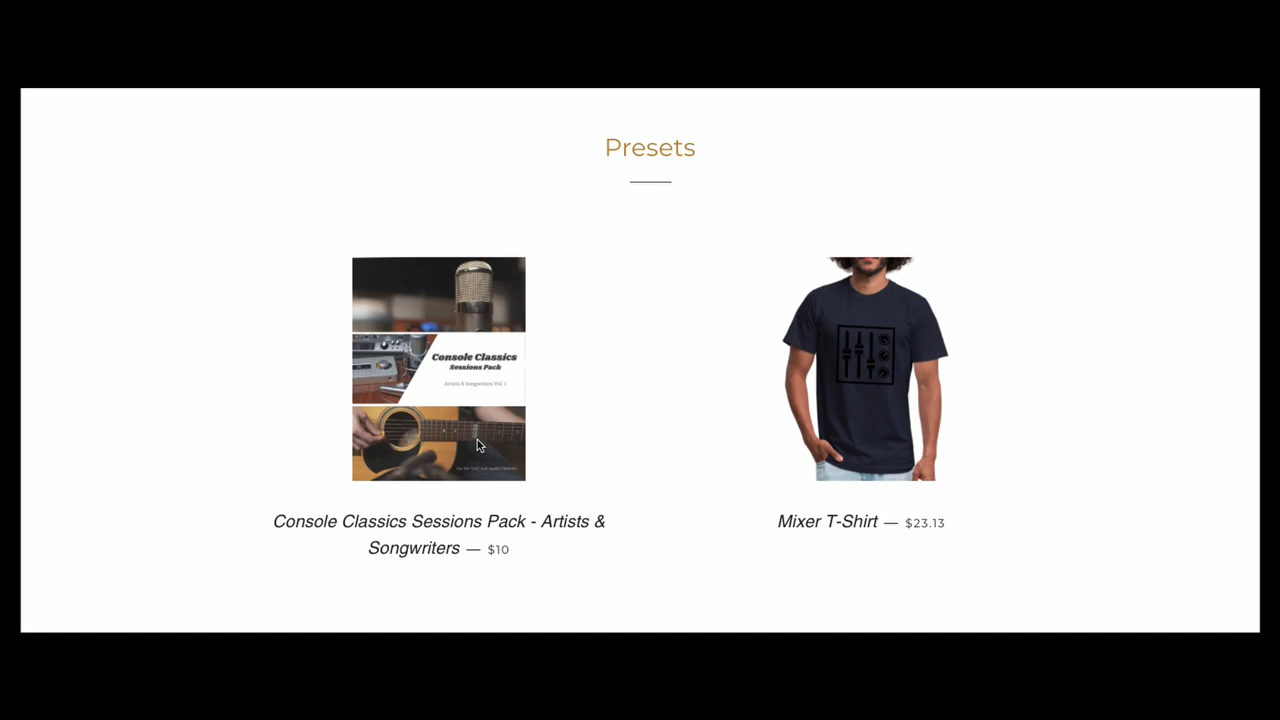 Presets
Console Classics
Sessions Pack
Artists & Songwriters Vol. 1
Console Classics Sessions Pack - Artists &
Songwriters — $10
Mixer T-Shirt — $23.13